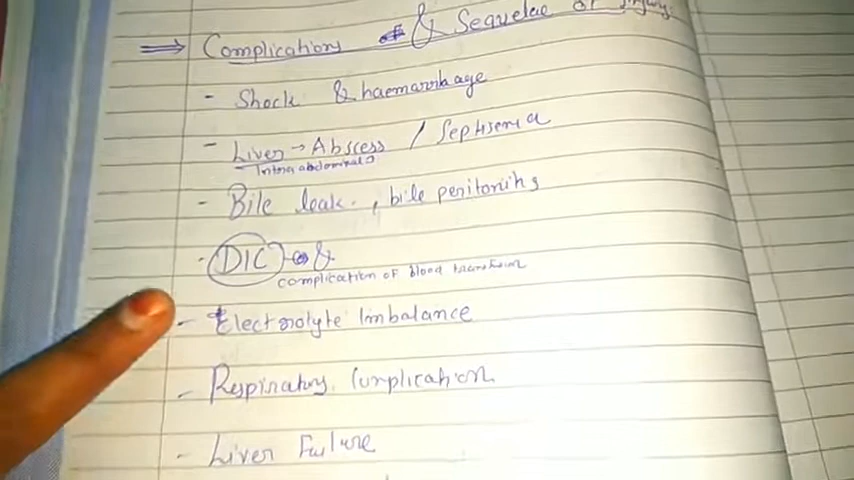 ⇒ Complications & Sequelae of Injury.
- Shock & haemorrhage
- Liver → Abscess / Septisemia
Intra abdominal
- Bile leak. , bile peritonitis
- DIC &
complication of blood transfusion
- Electrolyte Imbalance
- Respiratory Complication
- Liver Failure